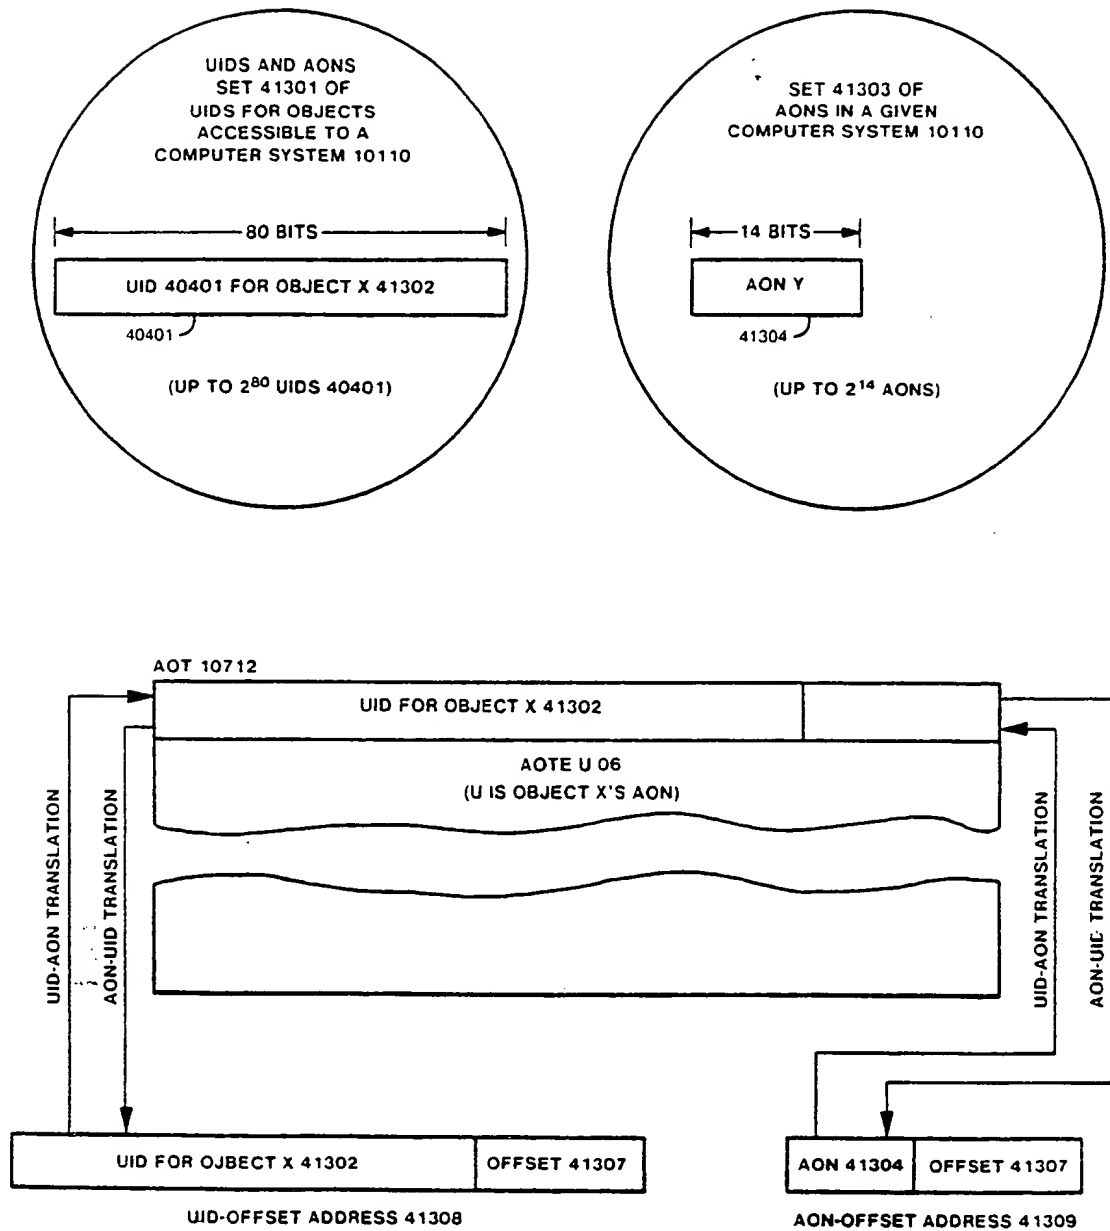 UIDS AND AONS
SET 41301 OF
UIDS FOR OBJECTS
ACCESSIBLE TO A
COMPUTER SYSTEM 10110
80 BITS
UID 40401 FOR OBJECT X 41302
40401
(UP TO 2⁸⁰ UIDS 40401)
SET 41303 OF
AONS IN A GIVEN
COMPUTER SYSTEM 10110
14 BITS
AON Y
41304
(UP TO 2¹⁴ AONS)
AOT 10712
UID FOR OBJECT X 41302
AOTE U 06
(U IS OBJECT X'S AON)
UID-AON TRANSLATION
AON-UID TRANSLATION
UID-AON TRANSLATION
AON-UID TRANSLATION
UID FOR OJBECT X 41302
OFFSET 41307
UID-OFFSET ADDRESS 41308
AON 41304
OFFSET 41307
AON-OFFSET ADDRESS 41309